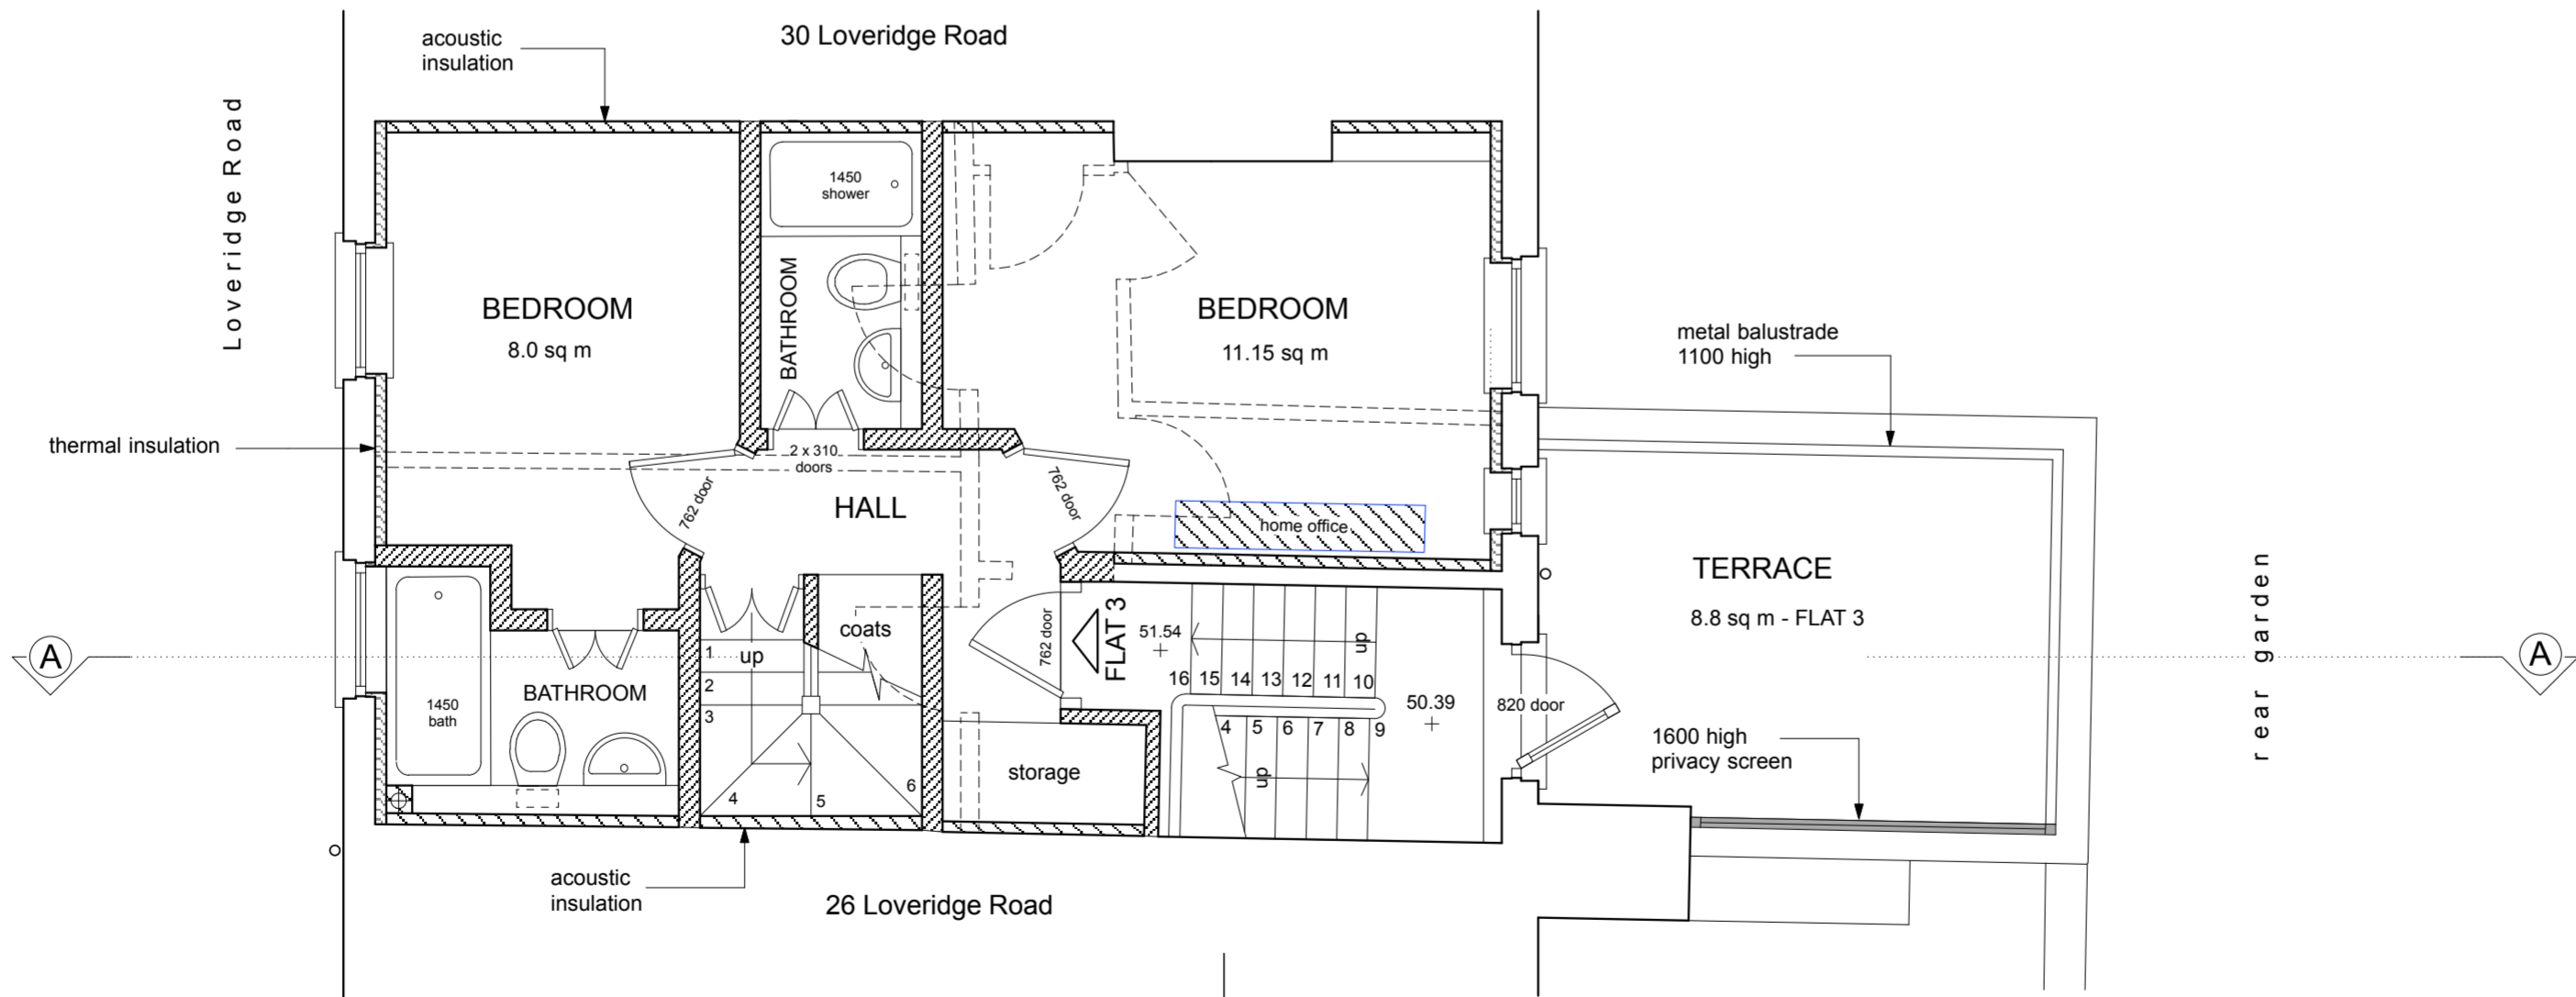 30 Loveridge Road
acoustic
insulation
Loveridge Road
1450
shower
BEDROOM
8.0 sq m
BATHROOM
BEDROOM
11.15 sq m
metal balustrade
1100 high
thermal insulation
2 x 310
doors
762 door
HALL
762 door
home office
TERRACE
8.8 sq m - FLAT 3
rear garden
A
A
coats
up
1
2
3
4
5
6
762 door
FLAT 3
51.54
dn
16 15 14 13 12 11 10
50.39
820 door
4 5 6 7 8 9
dn
BATHROOM
1450
bath
storage
1600 high
privacy screen
acoustic
insulation
26 Loveridge Road